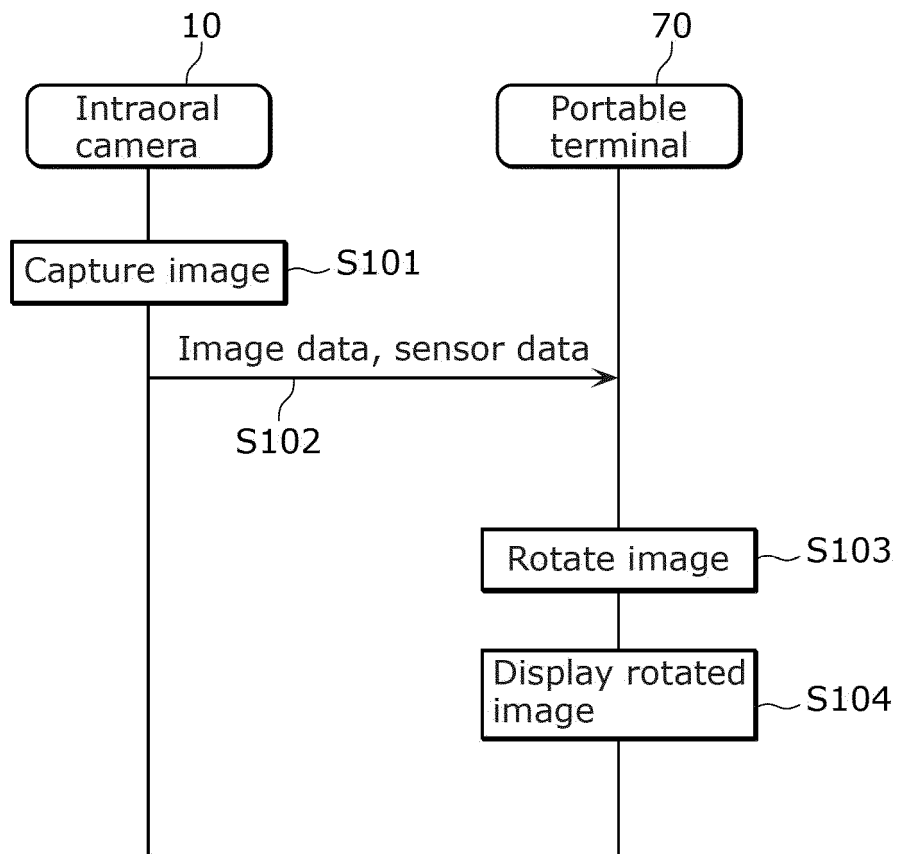 10
70
Intraoral
camera
Portable
terminal
Capture image
S101
Image data, sensor data
S102
Rotate image
S103
Display rotated
image
S104